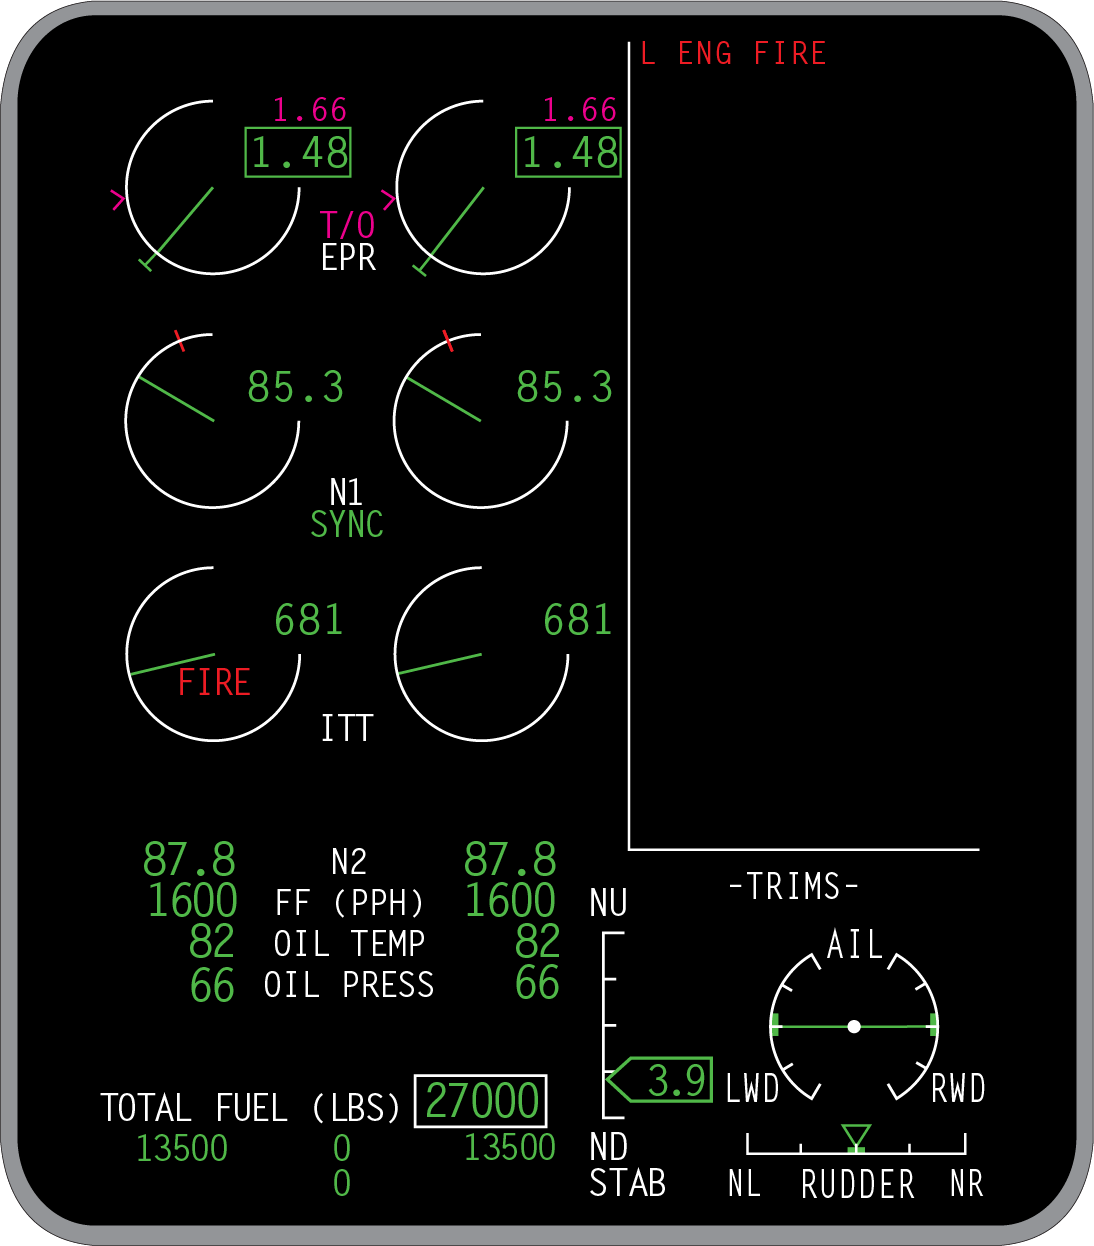 L ENG FIRE
1.66 1.66
1.48 1.48
T/O
EPR
85.3 85.3
N1
SYNC
681 681
FIRE
ITT
87.8 N2 87.8
1600 FF (PPH) 1600
82 OIL TEMP 82
66 OIL PRESS 66
TOTAL FUEL (LBS) 27000
13500 0 13500
0
NU
3.9
ND
STAB
-TRIMS-
AIL
LWD RWD
NL RUDDER NR